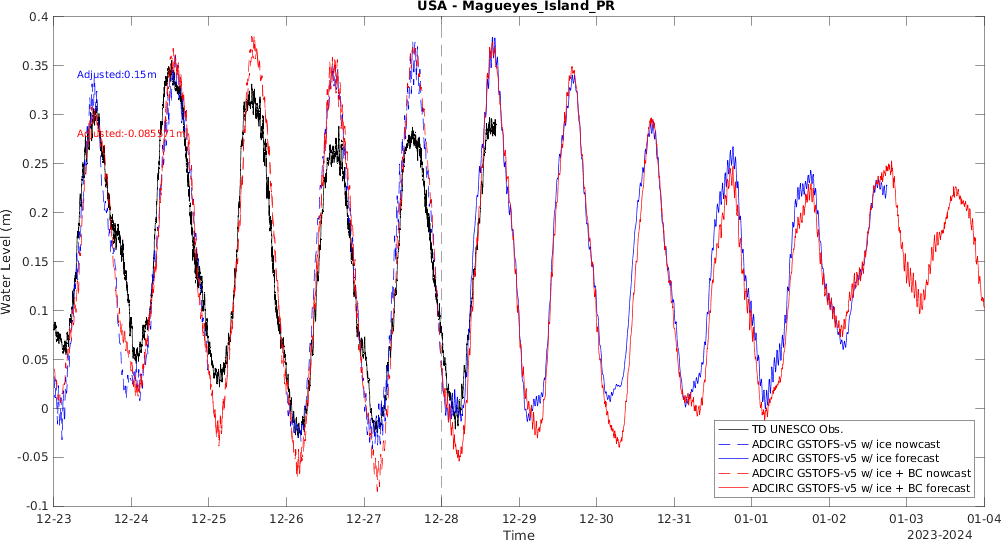 USA - Magueyes_Island_PR
0.4
0.35
0.3
0.25
0.2
0.15
0.1
0.05
0
-0.05
-0.1
Water Level (m)
Adjusted:0.15m
Adjusted:-0.085571m
TD UNESCO Obs.
ADCIRC GSTOFS-v5 w/ ice nowcast
ADCIRC GSTOFS-v5 w/ ice forecast
ADCIRC GSTOFS-v5 w/ ice + BC nowcast
ADCIRC GSTOFS-v5 w/ ice + BC forecast
12-23 12-24 12-25 12-26 12-27 12-28 12-29 12-30 12-31 01-01 01-02 01-03 01-04
Time
2023-2024